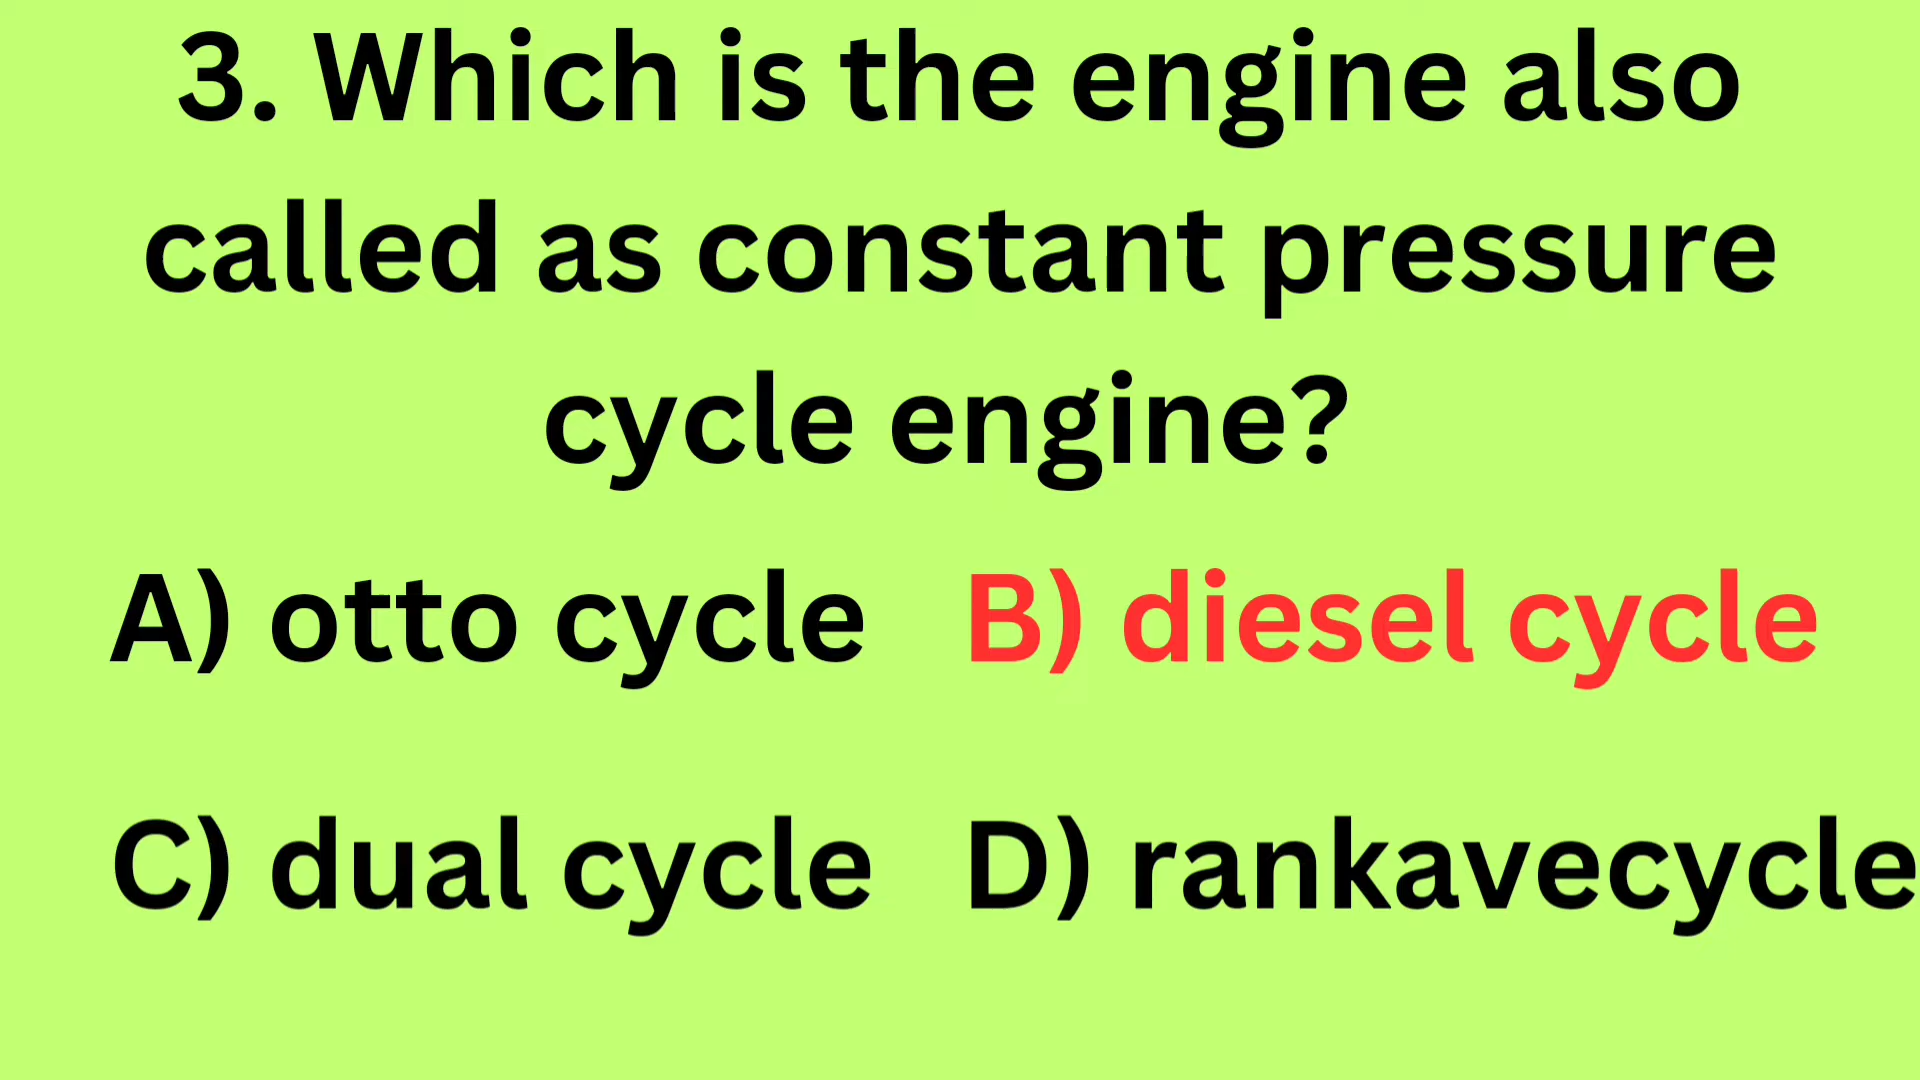 3. Which is the engine also
called as constant pressure
cycle engine?
A) otto cycle B) diesel cycle
C) dual cycle D) rankavecycle